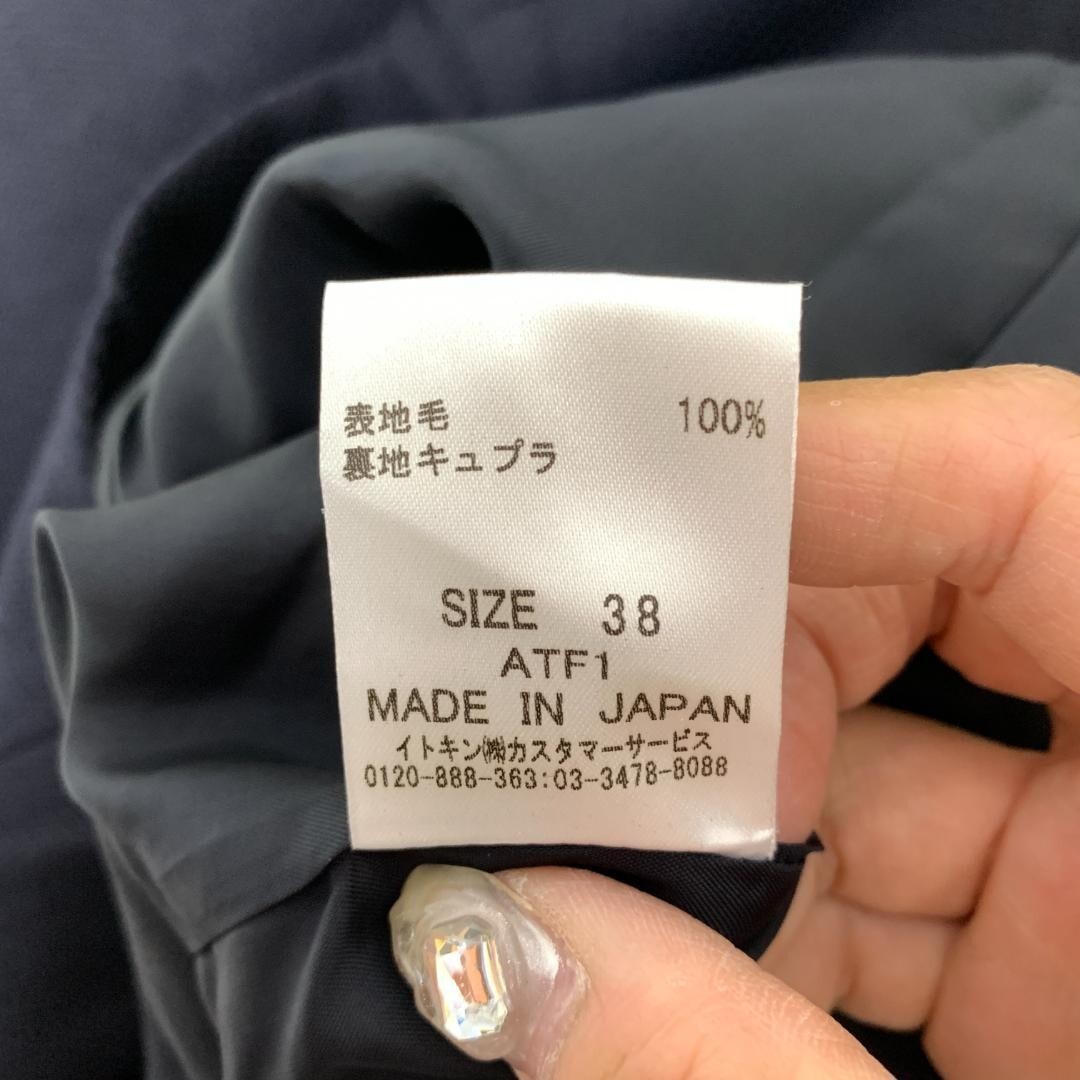 表地毛 100%
裏地キュプラ
SIZE 38
ATF1
MADE IN JAPAN
イトキン㈱カスタマーサービス
0120-888-363:03-3478-8088